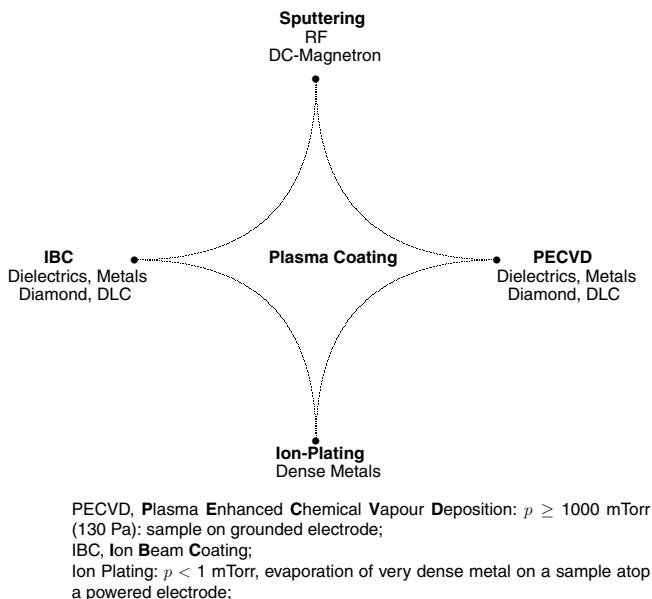 Sputtering
RF
DC-Magnetron
IBC
Dielectrics, Metals
Diamond, DLC
Plasma Coating
PECVD
Dielectrics, Metals
Diamond, DLC
Ion-Plating
Dense Metals
PECVD, Plasma Enhanced Chemical Vapour Deposition: p ≥ 1000 mTorr
(130 Pa): sample on grounded electrode;
IBC, Ion Beam Coating;
Ion Plating: p < 1 mTorr, evaporation of very dense metal on a sample atop
a powered electrode;